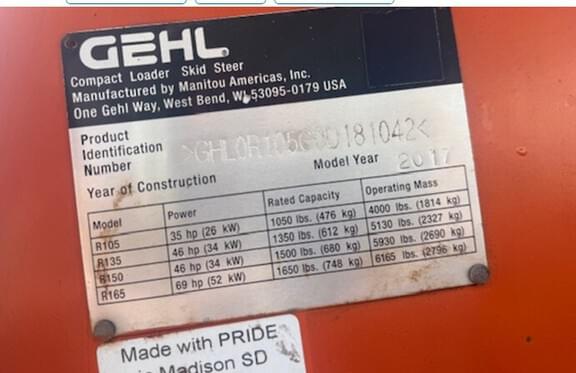 GEHL
Compact Loader Skid Steer
Manufactured by Manitou Americas, Inc.
One Gehl Way, West Bend, WI 53095-0179 USA
Product
Identification
Number
>GHL0R105C0D181042<
Model Year 2017
Year of Construction
Model Power Rated Capacity Operating Mass
R105 35 hp (26 kW) 1050 lbs. (476 kg) 4000 lbs. (1814 kg)
R135 46 hp (34 kW) 1350 lbs. (612 kg) 5130 lbs. (2327 kg)
R150 46 hp (34 kW) 1500 lbs. (680 kg) 5930 lbs. (2690 kg)
R165 69 hp (52 kW) 1650 lbs. (748 kg) 6165 lbs. (2796 kg)
Made with PRIDE
in Madison SD